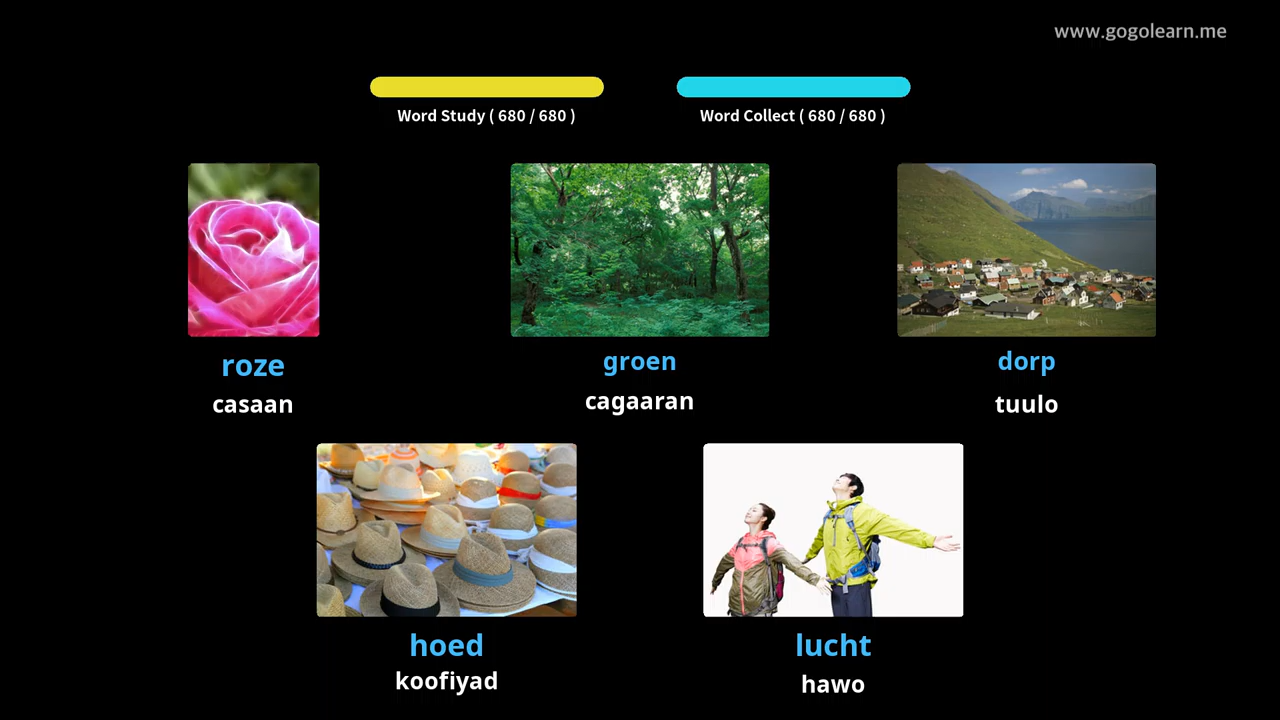 www.gogolearn.me
Word Study ( 680 / 680 )
Word Collect ( 680 / 680 )
roze
casaan
groen
cagaaran
dorp
tuulo
hoed
koofiyad
lucht
hawo